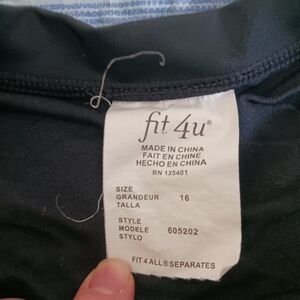 fit 4u®
MADE IN CHINA
FAIT EN CHINE
HECHO EN CHINA
RN 135401
SIZE
GRANDEUR 16
TALLA
STYLE
MODELE 605202
STYLO
FIT 4 ALL®SEPARATES